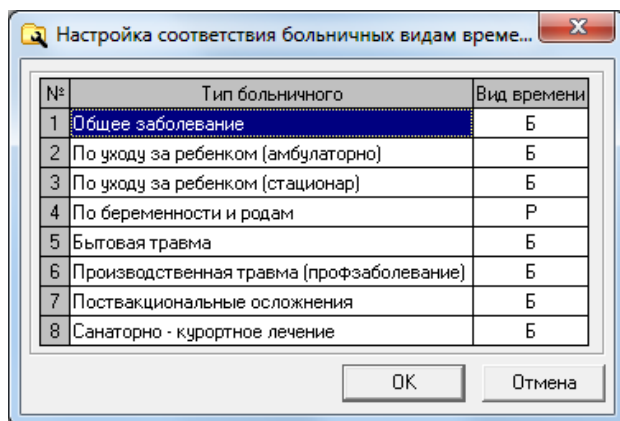 Настройка соответствия больничных видам време...
№ Тип больничного Вид времени
1 Общее заболевание Б
2 По уходу за ребенком (амбулаторно) Б
3 По уходу за ребенком (стационар) Б
4 По беременности и родам Р
5 Бытовая травма Б
6 Производственная травма (профзаболевание) Б
7 Поствакциональные осложнения Б
8 Санаторно - курортное лечение Б
OK Отмена